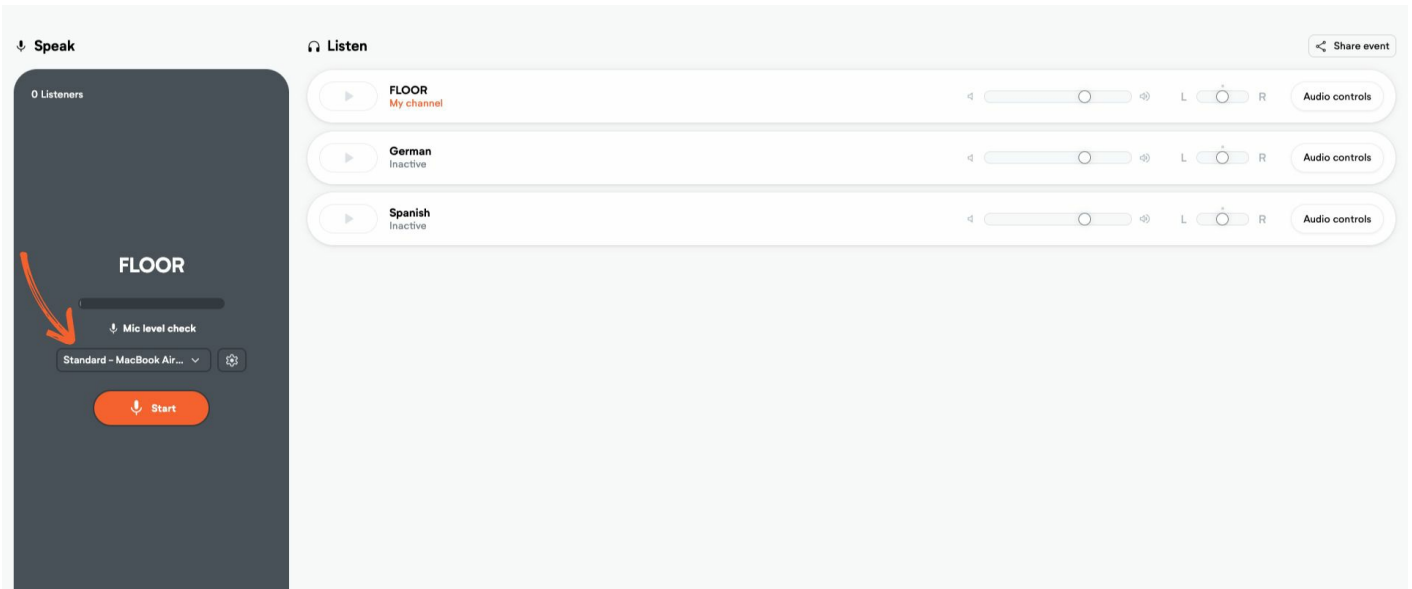 Speak
0 Listeners
FLOOR
Mic level check
Standard – MacBook Air...
Start
Listen
Share event
FLOOR
My channel
L R
Audio controls
German
Inactive
L R
Audio controls
Spanish
Inactive
L R
Audio controls